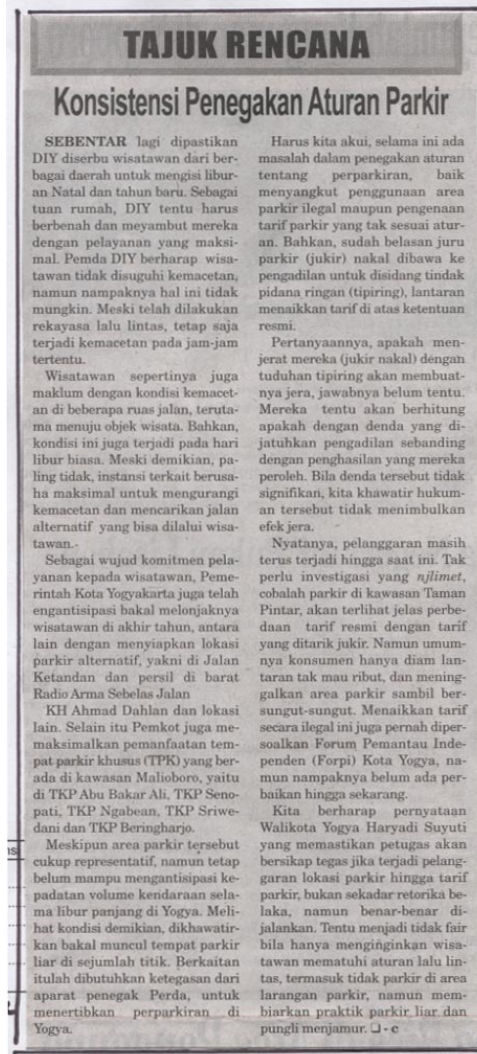 TAJUK RENCANA
Konsistensi Penegakan Aturan Parkir
SEBENTAR lagi dipastikan
DIY diserbu wisatawan dari ber-
bagai daerah untuk mengisi libur-
an Natal dan tahun baru. Sebagai
tuan rumah, DIY tentu harus
berbenah dan meyambut mereka
dengan pelayanan yang maksi-
mal. Pemda DIY berharap wisa-
tawan tidak disuguhi kemacetan,
namun nampaknya hal ini tidak
mungkin. Meski telah dilakukan
rekayasa lalu lintas, tetap saja
terjadi kemacetan pada jam-jam
tertentu.
Wisatawan sepertinya juga
maklum dengan kondisi kemacet-
an di beberapa ruas jalan, teruta-
ma menuju objek wisata. Bahkan,
kondisi ini juga terjadi pada hari
libur biasa. Meski demikian, pa-
ling tidak, instansi terkait berusa-
ha maksimal untuk mengurangi
kemacetan dan mencarikan jalan
alternatif yang bisa dilalui wisa-
tawan.
Sebagai wujud komitmen pela-
yanan kepada wisatawan, Peme-
rintah Kota Yogyakarta juga telah
engantisipasi bakal melonjaknya
wisatawan di akhir tahun, antara
lain dengan menyiapkan lokasi
parkir alternatif, yakni di Jalan
Ketandan dan persil di barat
Radio Arma Sebelas Jalan
KH Ahmad Dahlan dan lokasi
lain. Selain itu Pemkot juga me-
maksimalkan pemanfaatan tem-
pat parkir khusus (TPK) yang ber-
ada di kawasan Malioboro, yaitu
di TKP Abu Bakar Ali, TKP Seno-
pati, TKP Ngabean, TKP Sriwe-
dani dan TKP Beringharjo.
Meskipun area parkir tersebut
cukup representatif, namun tetap
belum mampu mengantisipasi ke-
padatan volume kendaraan sela-
ma libur panjang di Yogya. Meli-
hat kondisi demikian, dikhawatir-
kan bakal muncul tempat parkir
liar di sejumlah titik. Berkaitan
itulah dibutuhkan ketegasan dari
aparat penegak Perda, untuk
menertibkan perparkiran di
Yogya.
Harus kita akui, selama ini ada
masalah dalam penegakan aturan
tentang perparkiran, baik
menyangkut penggunaan area
parkir ilegal maupun pengenaan
tarif parkir yang tak sesuai atur-
an. Bahkan, sudah belasan juru
parkir (jukir) nakal dibawa ke
pengadilan untuk disidang tindak
pidana ringan (tipiring), lantaran
menaikkan tarif di atas ketentuan
resmi.
Pertanyaannya, apakah men-
jerat mereka (jukir nakal) dengan
tuduhan tipiring akan membuat-
nya jera, jawabnya belum tentu.
Mereka tentu akan berhitung
apakah dengan denda yang di-
jatuhkan pengadilan sebanding
dengan penghasilan yang mereka
peroleh. Bila denda tersebut tidak
signifikan, kita khawatir hukum-
an tersebut tidak menimbulkan
efek jera.
Nyatanya, pelanggaran masih
terus terjadi hingga saat ini. Tak
perlu investigasi yang njlimet,
cobalah parkir di kawasan Taman
Pintar, akan terlihat jelas perbe-
daan tarif resmi dengan tarif
yang ditarik jukir. Namun umum-
nya konsumen hanya diam lan-
taran tak mau ribut, dan mening-
galkan area parkir sambil ber-
sungut-sungut. Menaikkan tarif
secara ilegal ini juga pernah diper-
soalkan Forum Pemantau Inde-
penden (Forpi) Kota Yogya, na-
mun nampaknya belum ada per-
baikan hingga sekarang.
Kita berharap pernyataan
Walikota Yogya Haryadi Suyuti
yang memastikan petugas akan
bersikap tegas jika terjadi pelang-
garan lokasi parkir hingga tarif
parkir, bukan sekadar retorika be-
laka, namun benar-benar di-
jalankan. Tentu menjadi tidak fair
bila hanya menginginkan wisa-
tawan mematuhi aturan lalu lin-
tas, termasuk tidak parkir di area
larangan parkir, namun mem-
biarkan praktik parkir liar dan
pungli menjamur. ❑ - c